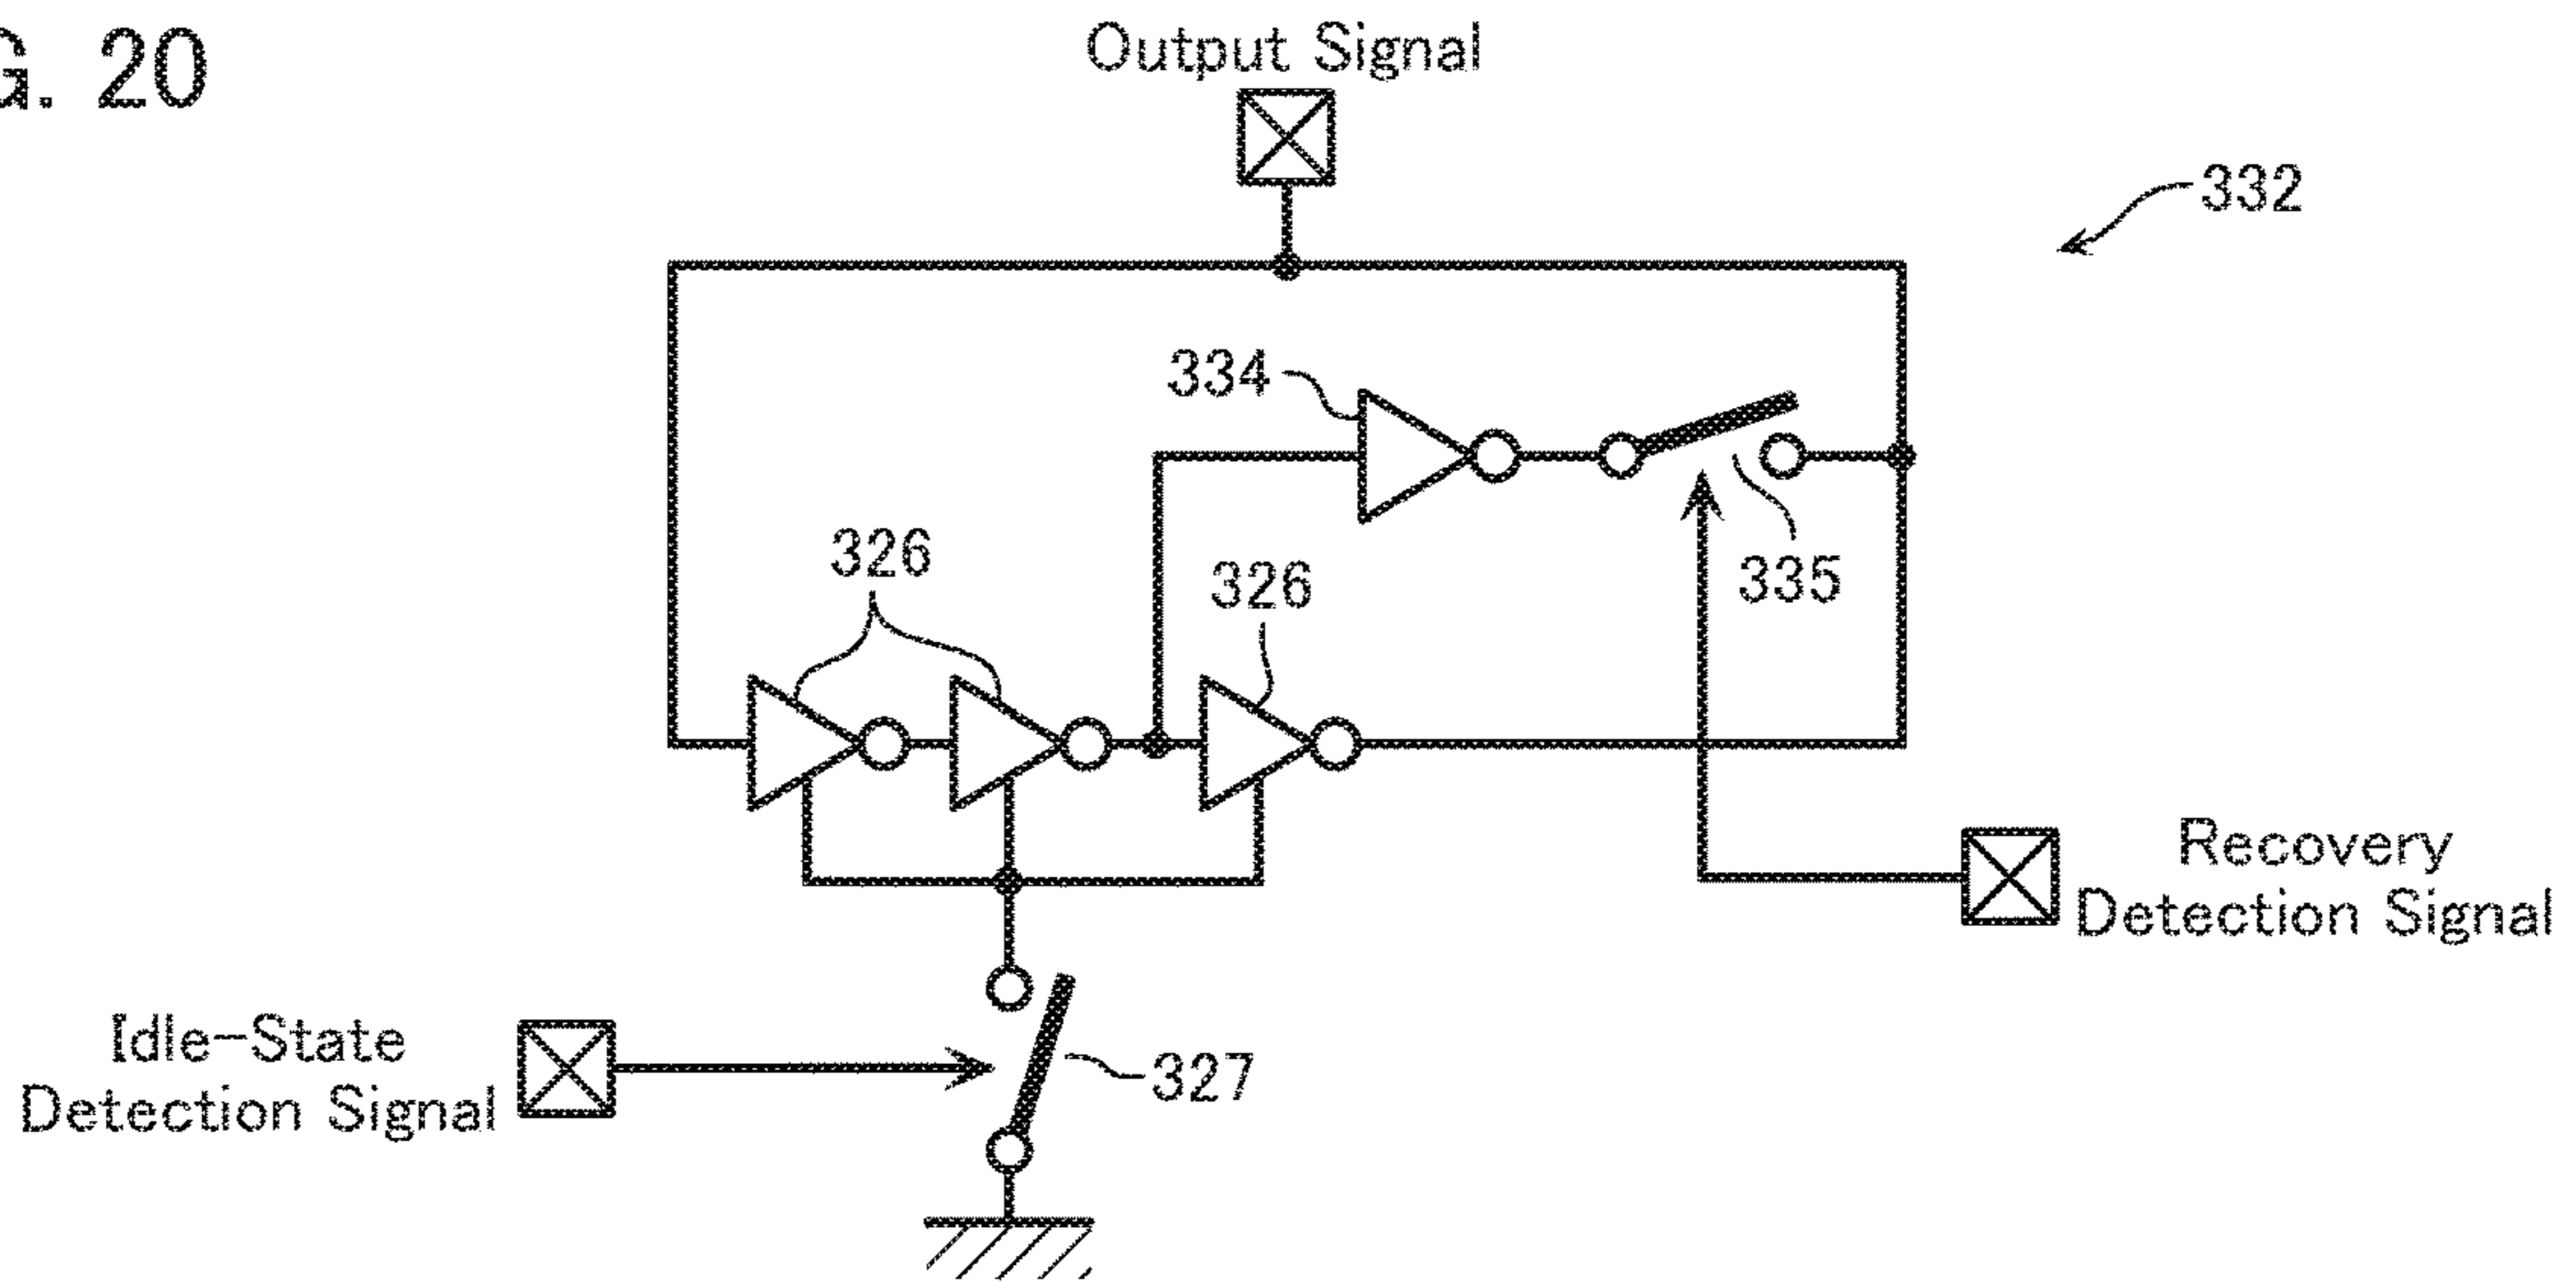 G. 20
Output Signal
332
334
335
326
326
Recovery
Detection Signal
Idle-State
Detection Signal
327